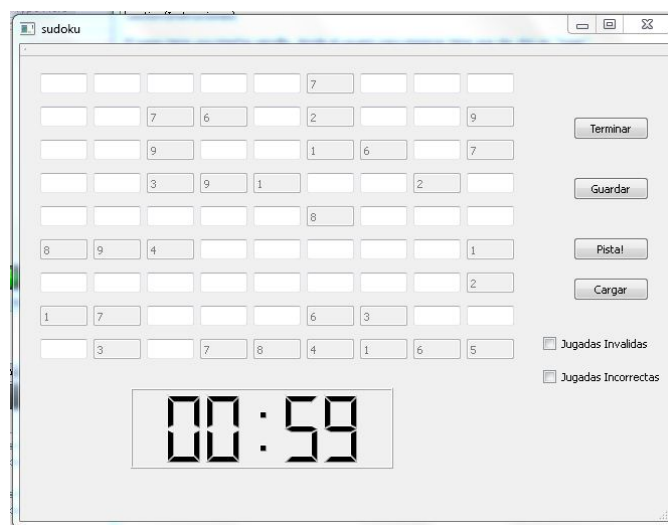 sudoku
7
7 6 2 9
9 1 6 7
3 9 1 2
8
8 9 4 1
2
1 7 6 3
3 7 8 4 1 6 5
Terminar
Guardar
Pista!
Cargar
Jugadas Invalidas
Jugadas Incorrectas
00:59